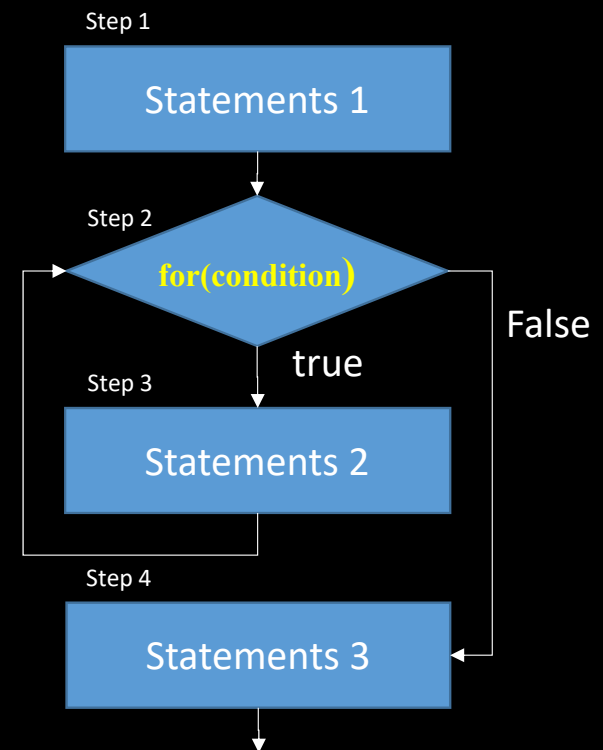 Step 1
Statements 1
Step 2
for(condition)
False
true
Step 3
Statements 2
Step 4
Statements 3